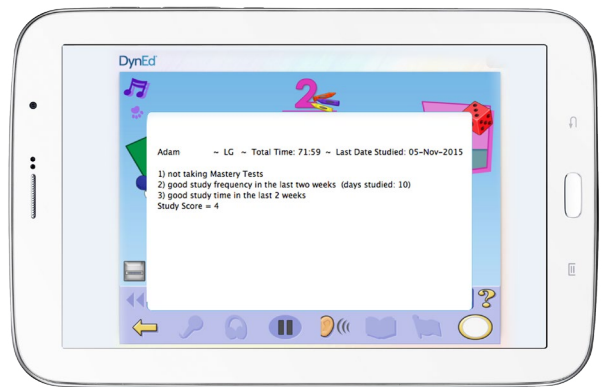 DynEd
2
Adam ~ LG ~ Total Time: 71:59 ~ Last Date Studied: 05-Nov-2015
1) not taking Mastery Tests
2) good study frequency in the last two weeks (days studied: 10)
3) good study time in the last 2 weeks
Study Score = 4
?